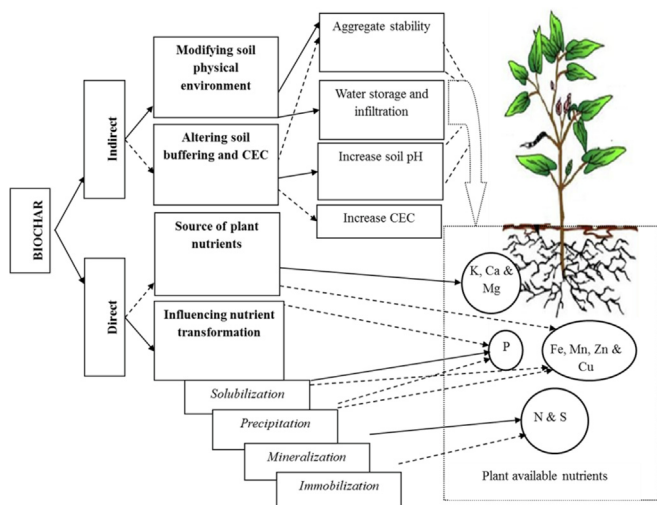 BIOCHAR
Indirect
Direct
Modifying soil
physical
environment
Altering soil
buffering and CEC
Source of plant
nutrients
Influencing nutrient
transformation
Solubilization
Precipitation
Mineralization
Immobilization
Aggregate stability
Water storage and
infiltration
Increase soil pH
Increase CEC
K, Ca &
Mg
P
Fe, Mn, Zn &
Cu
N & S
Plant available nutrients